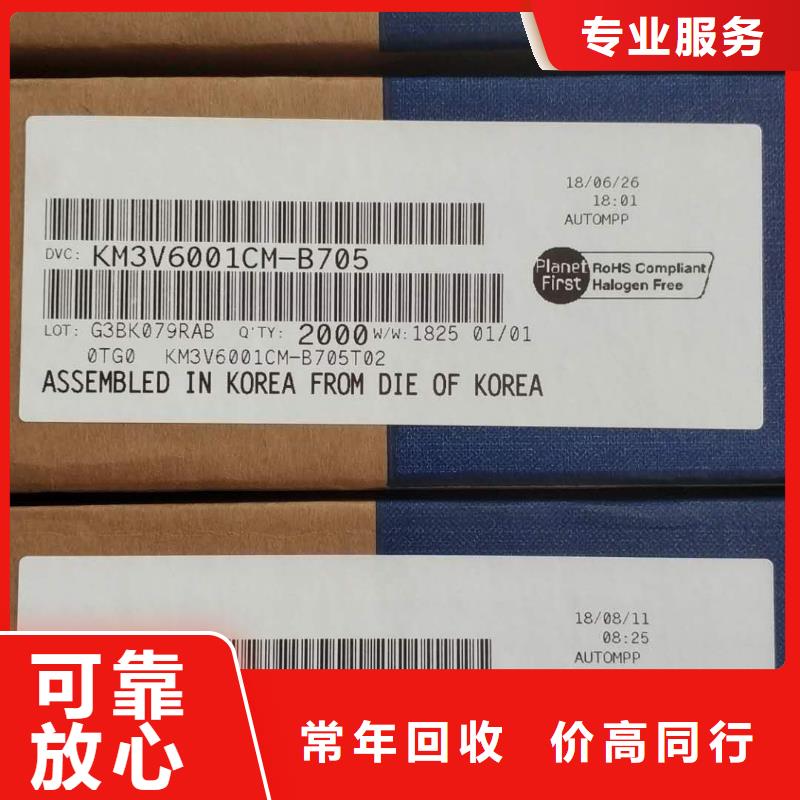 专业服务
18/06/26
18:01
AUTOMPP
DVC: KM3V6001CM-B705
Planet First
RoHS Compliant
Halogen Free
LOT: G3BK079RAB Q'TY: 2000 W/W: 1825 01/01
0TG0 KM3V6001CM-B705T02
ASSEMBLED IN KOREA FROM DIE OF KOREA
18/08/11
08:25
AUTOMPP
可靠
放心
常年回收 价高同行